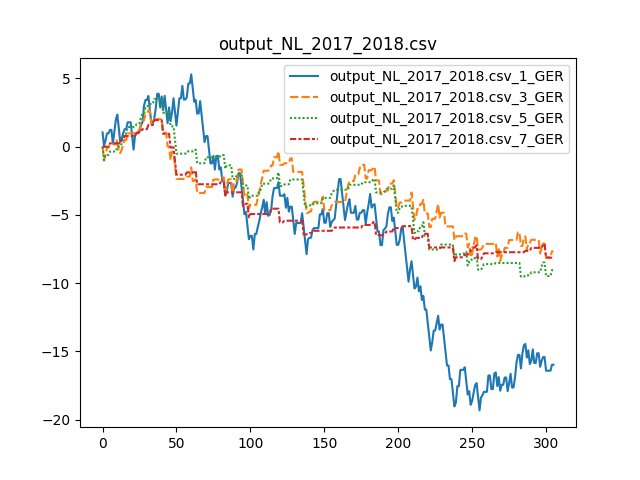 output_NL_2017_2018.csv
output_NL_2017_2018.csv_1_GER
output_NL_2017_2018.csv_3_GER
output_NL_2017_2018.csv_5_GER
output_NL_2017_2018.csv_7_GER
5
0
−5
−10
−15
−20
0 50 100 150 200 250 300